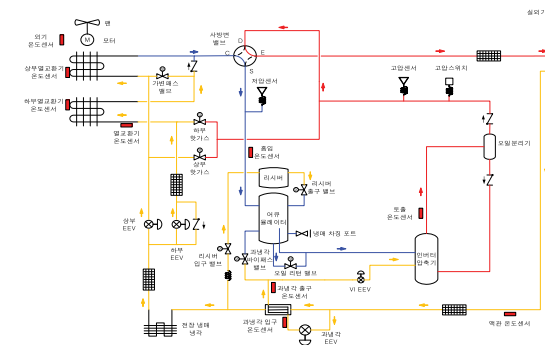 실외기
팬
외기
온도센서
M
모터
사방변
밸브
D
C
E
S
상부열교환기
온도센서
가변패스
밸브
저압센서
고압센서
고압스위치
하부열교환기
온도센서
열교환기
온도센서
하부
핫가스
상부
핫가스
흡입
온도센서
오일분리기
리시버
리시버
출구 밸브
어큐
뮬레이터
토출
온도센서
상부
EEV
하부
EEV
냉매 차징 포트
리시버
입구 밸브
과냉각
바이패스
밸브
오일 리턴 밸브
인버터
압축기
VI EEV
과냉각 출구
온도센서
전장 냉매
냉각
과냉각 입구
온도센서
과냉각
EEV
액관 온도센서